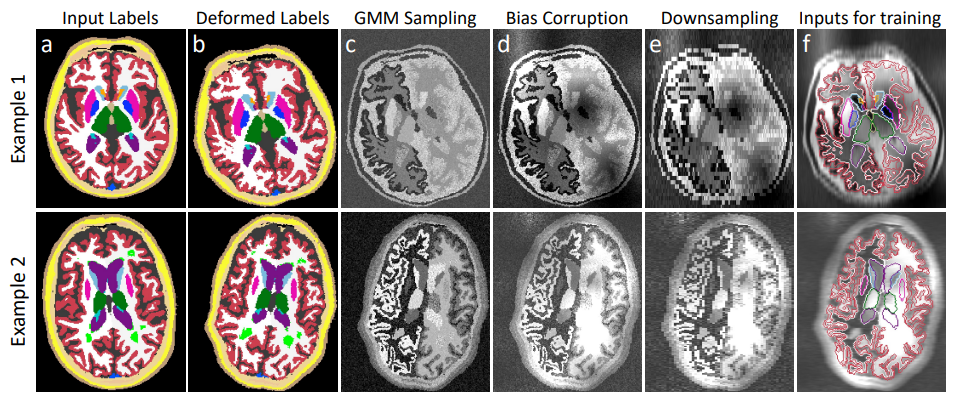 Input Labels
Deformed Labels
GMM Sampling
Bias Corruption
Downsampling
Inputs for training
Example 1
a
b
c
d
e
f
Example 2